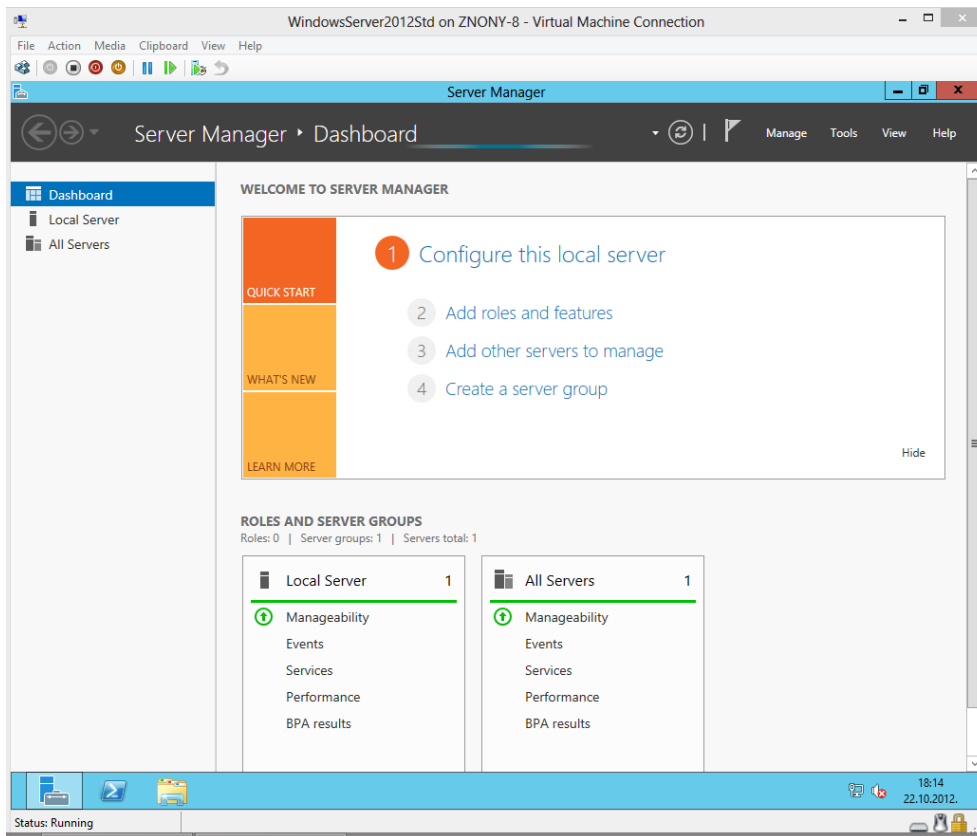 WindowsServer2012Std on ZNONY-8 - Virtual Machine Connection
File Action Media Clipboard View Help
Server Manager
Server Manager ‣ Dashboard
Manage Tools View Help
Dashboard
Local Server
All Servers
WELCOME TO SERVER MANAGER
QUICK START
WHAT'S NEW
LEARN MORE
1 Configure this local server
2 Add roles and features
3 Add other servers to manage
4 Create a server group
Hide
ROLES AND SERVER GROUPS
Roles: 0 | Server groups: 1 | Servers total: 1
Local Server 1
Manageability
Events
Services
Performance
BPA results
All Servers 1
Manageability
Events
Services
Performance
BPA results
18:14
22.10.2012.
Status: Running